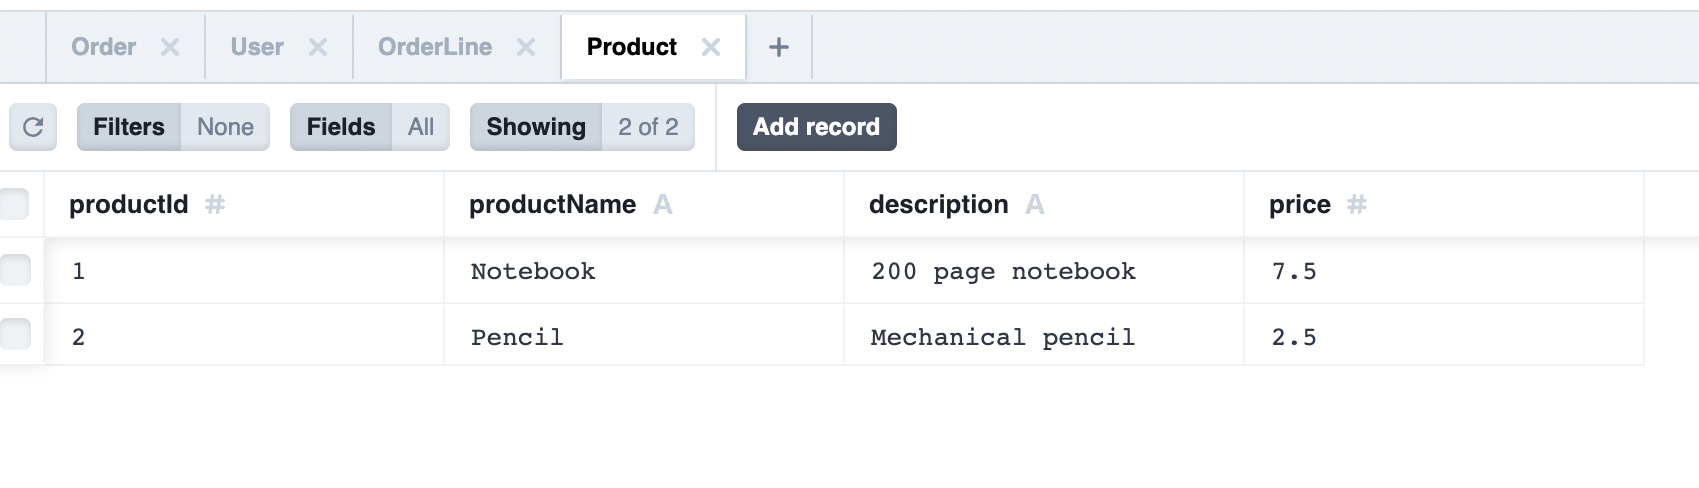 Order User OrderLine Product +
Filters None Fields All Showing 2 of 2 Add record
productId # productName A description A price #
1 Notebook 200 page notebook 7.5
2 Pencil Mechanical pencil 2.5